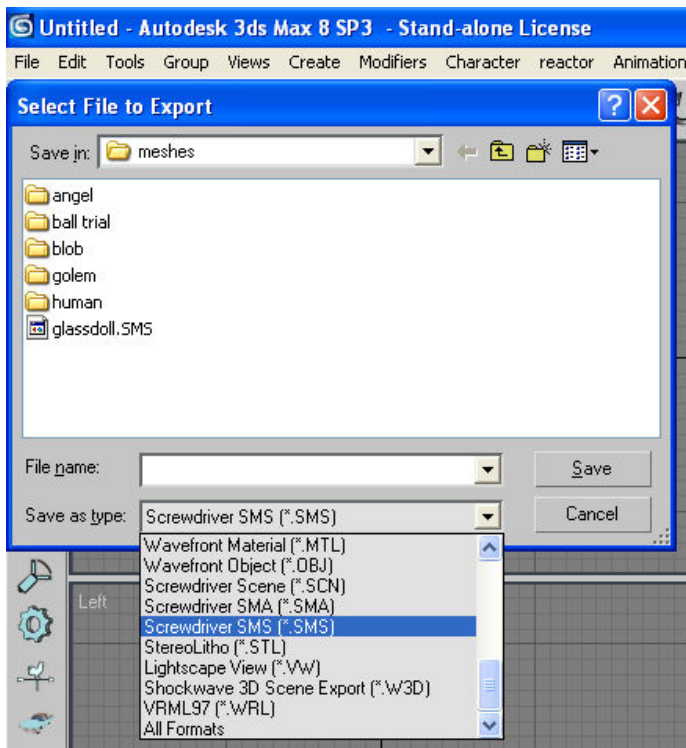 Untitled - Autodesk 3ds Max 8 SP3 - Stand-alone License
File Edit Tools Group Views Create Modifiers Character reactor Animation
Select File to Export
Save in: meshes
angel
ball trial
blob
golem
human
glassdoll.SMS
File name: Save
Save as type: Screwdriver SMS (*.SMS) Cancel
Wavefront Material (*.MTL)
Wavefront Object (*.OBJ)
Screwdriver Scene (*.SCN)
Screwdriver SMA (*.SMA)
Screwdriver SMS (*.SMS)
StereoLitho (*.STL)
Lightscape View (*.VW)
Shockwave 3D Scene Export (*.W3D)
VRML97 (*.WRL)
All Formats
Left